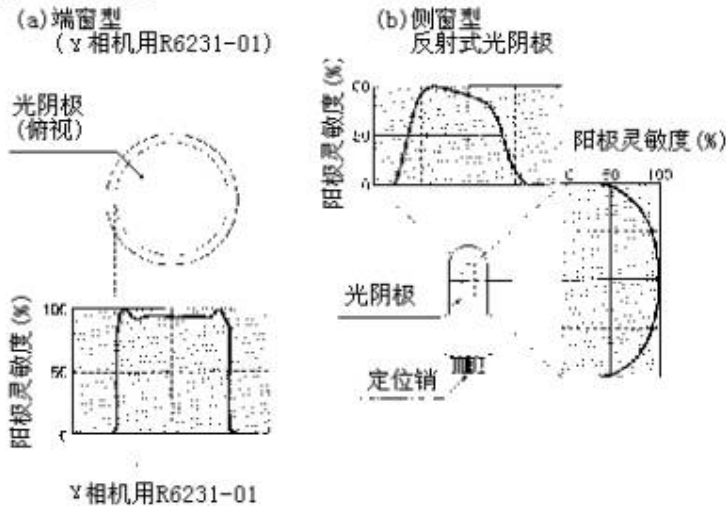 (a)端窗型
(γ相机用R6231-01)
光阴极
(俯视)
阳极灵敏度(%)
100
50
0
γ相机用R6231-01
(b)侧窗型
反射式光阴极
阳极灵敏度(%)
0
阳极灵敏度(%)
50
100
光阴极
定位销